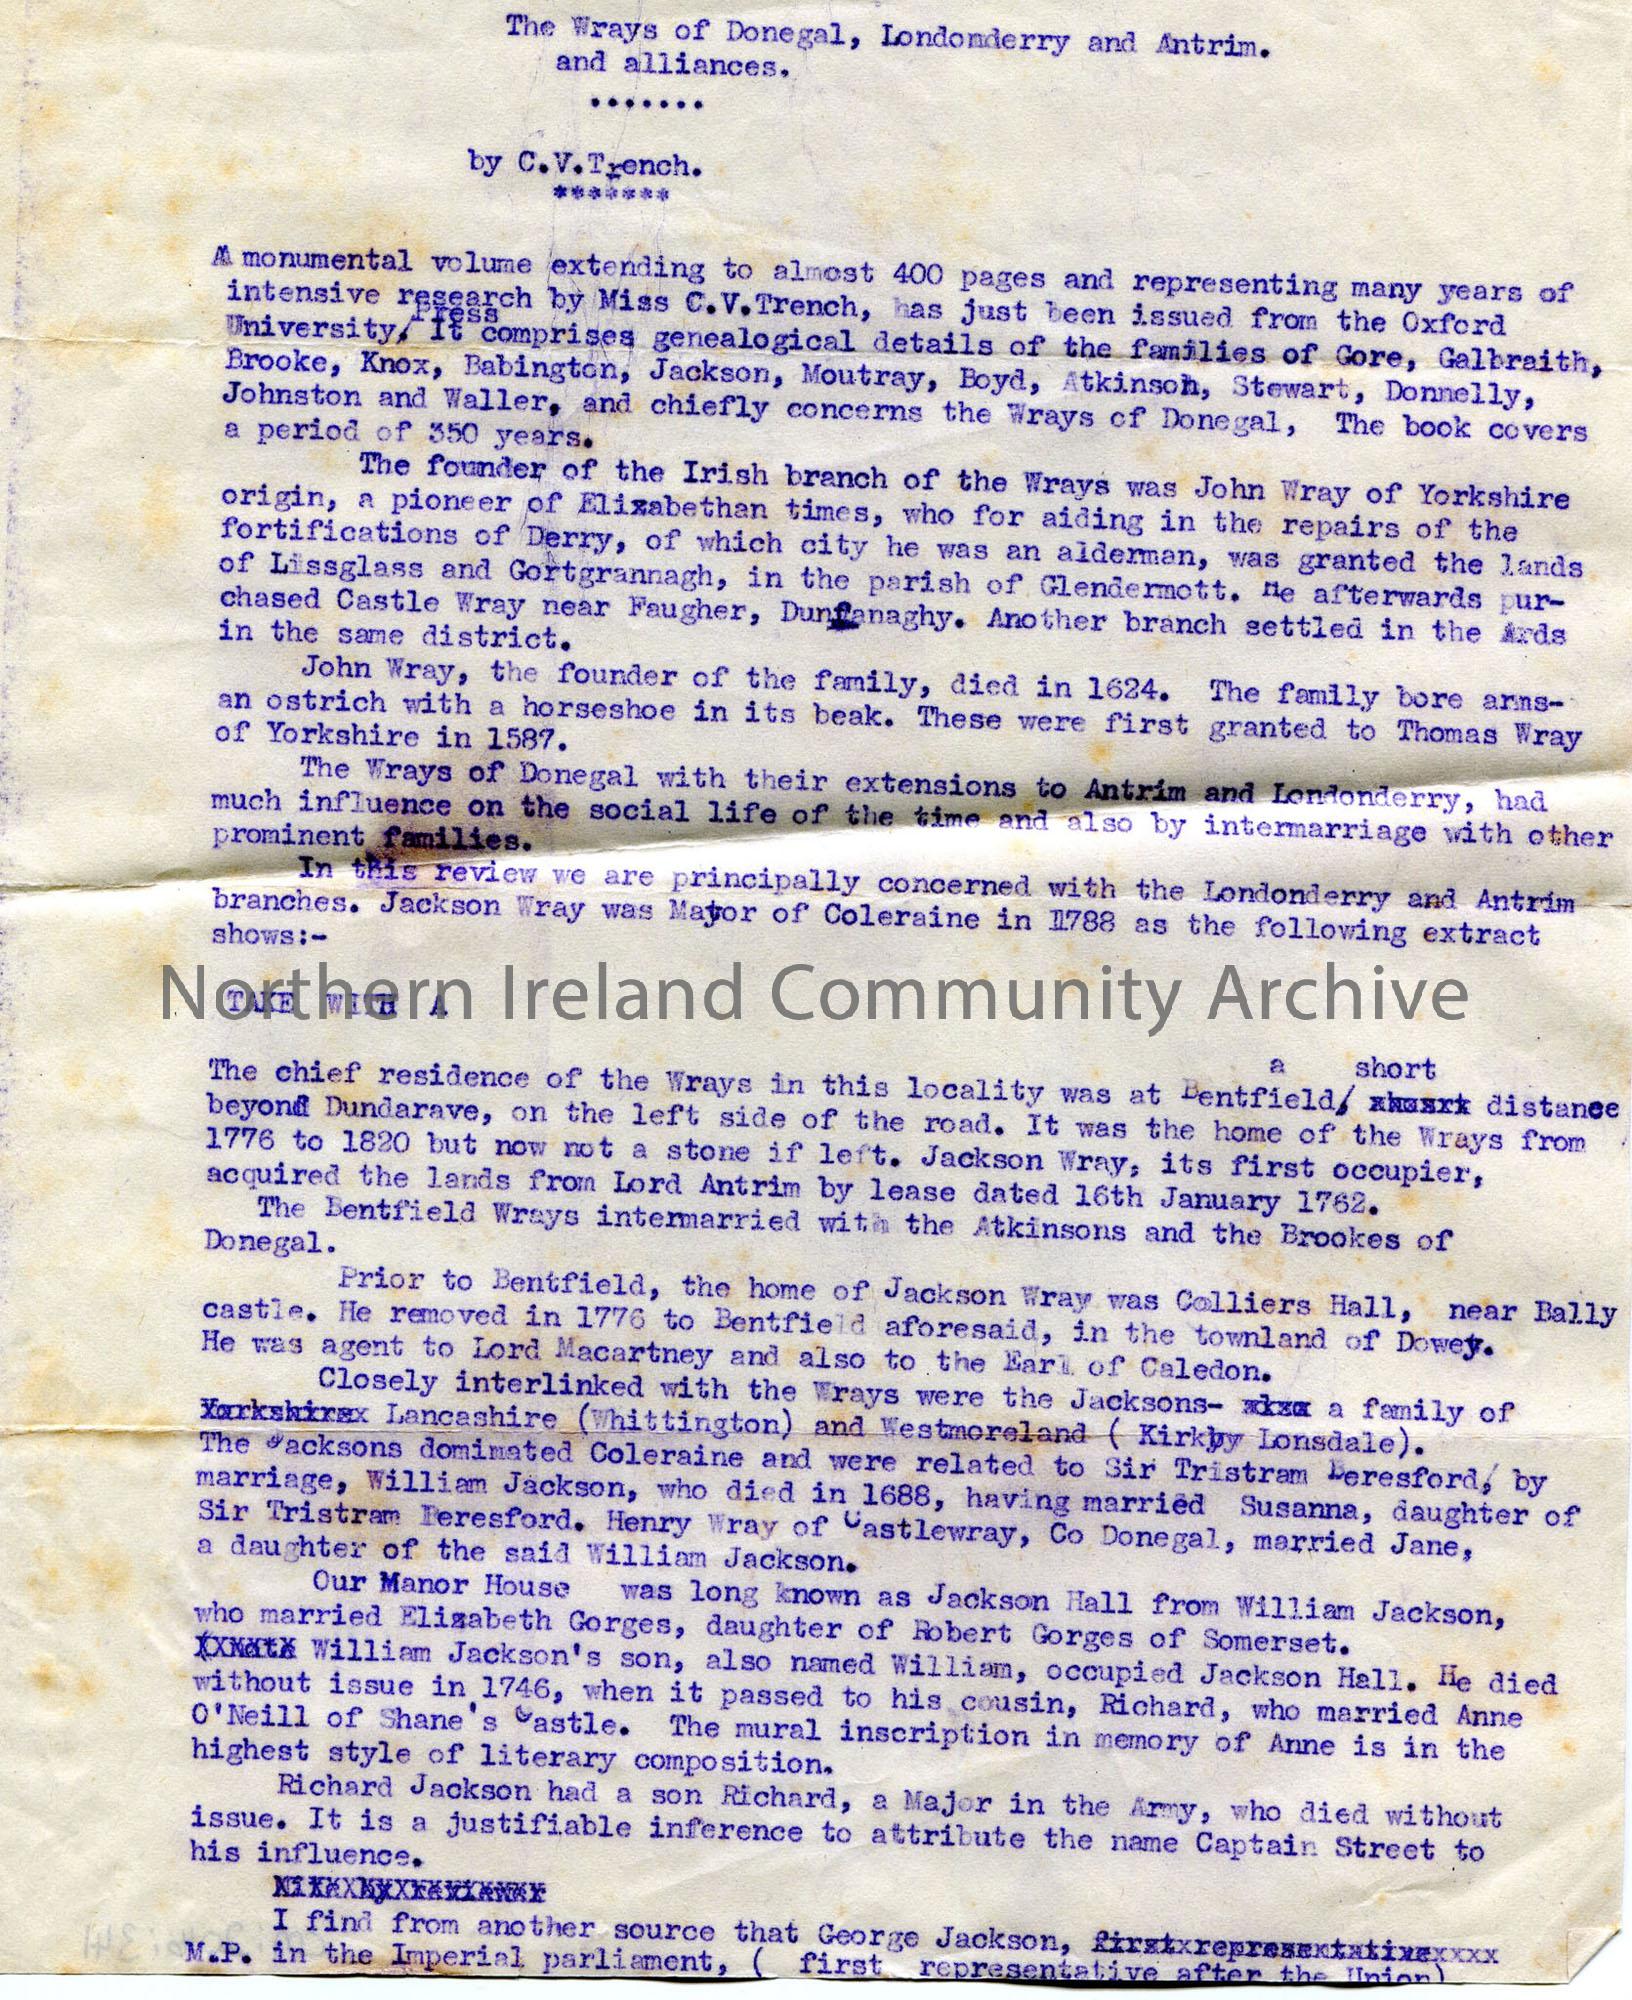 The Wrays of Donegal, Londomderry and Antrim.
and alliances.
.......
by C.V.Trench.
*******
A monumental volume extending to almost 400 pages and representing many years of
intensive research by Miss C.V.Trench, has just been issued from the Oxford
Press
University/ It comprises genealogical details of the families of Gore, Galbraith,
Brooke, Knox, Babington, Jackson, Moutray, Boyd, Atkinson, Stewart, Donnelly,
Johnston and Waller, and chiefly concerns the Wrays of Donegal, The book covers
a period of 350 years.
The founder of the Irish branch of the Wrays was John Wray of Yorkshire
origin, a pioneer of Elizabethan times, who for aiding in the repairs of the
fortifications of Derry, of which city he was an alderman, was granted the lands
of Lissglass and Gortgrannagh, in the parish of Glendermott. He afterwards pur-
chased Castle Wray near Faugher, Dunfanaghy. Another branch settled in the Ards
in the same district.
John Wray, the founder of the family, died in 1624. The family bore arms-
an ostrich with a horseshoe in its beak. These were first granted to Thomas Wray
of Yorkshire in 1587.
The Wrays of Donegal with their extensions to Antrim and Londonderry, had
much influence on the social life of the time and also by intermarriage with other
prominent families.
In this review we are principally concerned with the Londonderry and Antrim
branches. Jackson Wray was Mayor of Coleraine in 1788 as the following extract
shows:-
TAKE WITH A
Northern Ireland Community Archive
a short
The chief residence of the Wrays in this locality was at Bentfield/ distance
beyond Dundarave, on the left side of the road. It was the home of the Wrays from
1776 to 1820 but now not a stone if left. Jackson Wray, its first occupier,
acquired the lands from Lord Antrim by lease dated 16th January 1762.
The Bentfield Wrays intermarried with the Atkinsons and the Brookes of
Donegal.
Prior to Bentfield, the home of Jackson Wray was Colliers Hall, near Bally
castle. He removed in 1776 to Bentfield aforesaid, in the townland of Dowey.
He was agent to Lord Macartney and also to the Earl of Caledon.
Closely interlinked with the Wrays were the Jacksons- a family of
Yorkshire Lancashire (Whittington) and Westmoreland ( Kirkby Lonsdale).
The Jacksons domimated Coleraine and were related to Sir Tristram Beresford, by
marriage, William Jackson, who died in 1688, having married Susanna, daughter of
Sir Tristram Beresford. Henry Wray of Castlewray, Co Donegal, married Jane,
a daughter of the said William Jackson.
Our Manor House was long known as Jackson Hall from William Jackson,
who married Elizabeth Gorges, daughter of Robert Gorges of Somerset.
William Jackson's son, also named William, occupied Jackson Hall. He died
without issue in 1746, when it passed to his cousin, Richard, who married Anne
O'Neill of Shane's Castle. The mural inscription in memory of Anne is in the
highest style of literary composition.
Richard Jackson had a son Richard, a Major in the Army, who died without
issue. It is a justifiable inference to attribute the name Captain Street to
his influence.
I find from another source that George Jackson, first representative
M.P. in the Imperial parliament, ( first representative after the Union)